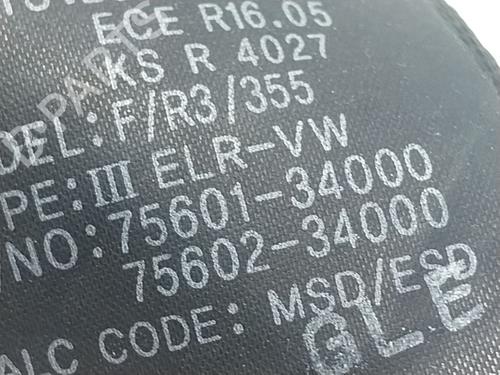 ECE R16.05
KS R 4027
DEL: F/R3/355
PE: III ELR-VW
/NO: 75601-34000
75602-34000
ALC CODE: MSD/ESD
GLE